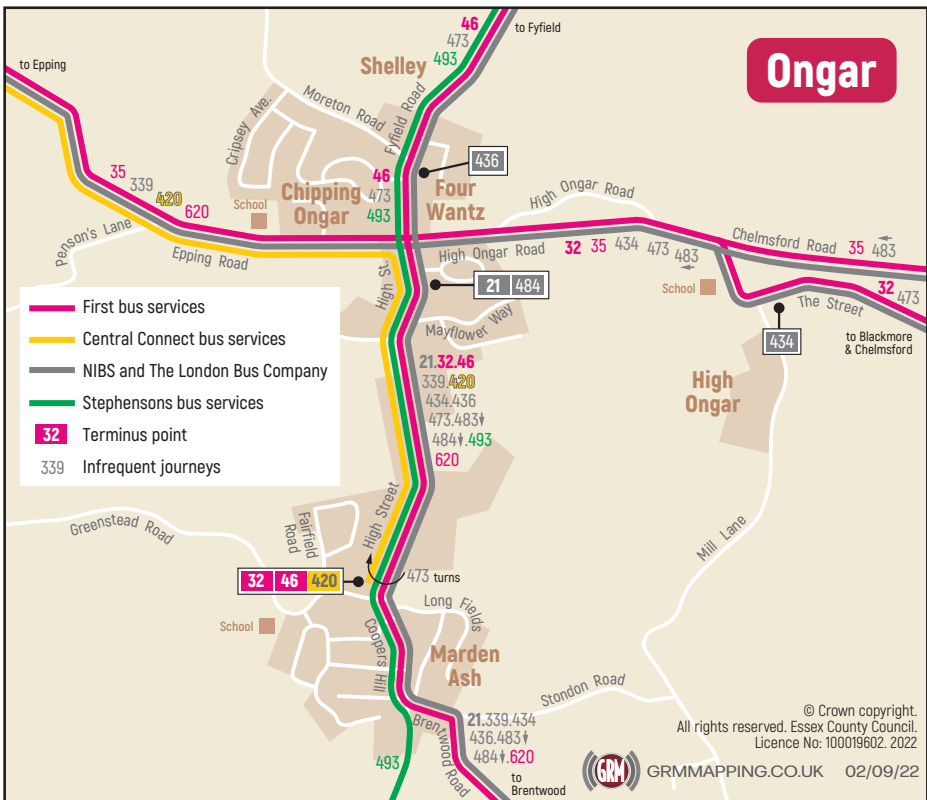 Ongar
to Epping
46
473
493
to Fyfield
Shelley
Cripsey Ave.
Moreton Road
Fyfield Road
436
35
339
420
620
School
Chipping
Ongar
46
473
493
Four
Wantz
High Ongar Road
Penson's Lane
Epping Road
High St.
High Ongar Road
32 35 434 473 483
Chelmsford Road
35 483
School
32
473
The Street
to Blackmore
& Chelmsford
21 484
Mayflower Way
434
High
Ongar
First bus services
Central Connect bus services
NIBS and The London Bus Company
Stephensons bus services
32 Terminus point
339 Infrequent journeys
21.32.46
339.420
434.436
473.483
484.493
620
Greenstead Road
Fairfield
Road
High Street
32 46 420
473 turns
Long Fields
School
Coopers Hill
Marden
Ash
Mill Lane
Stondon Road
Brentwood Road
493
21.339.434
436.483
484.620
to
Brentwood
© Crown copyright.
All rights reserved. Essex County Council.
Licence No: 100019602. 2022
GRM GRMMAPPING.CO.UK 02/09/22